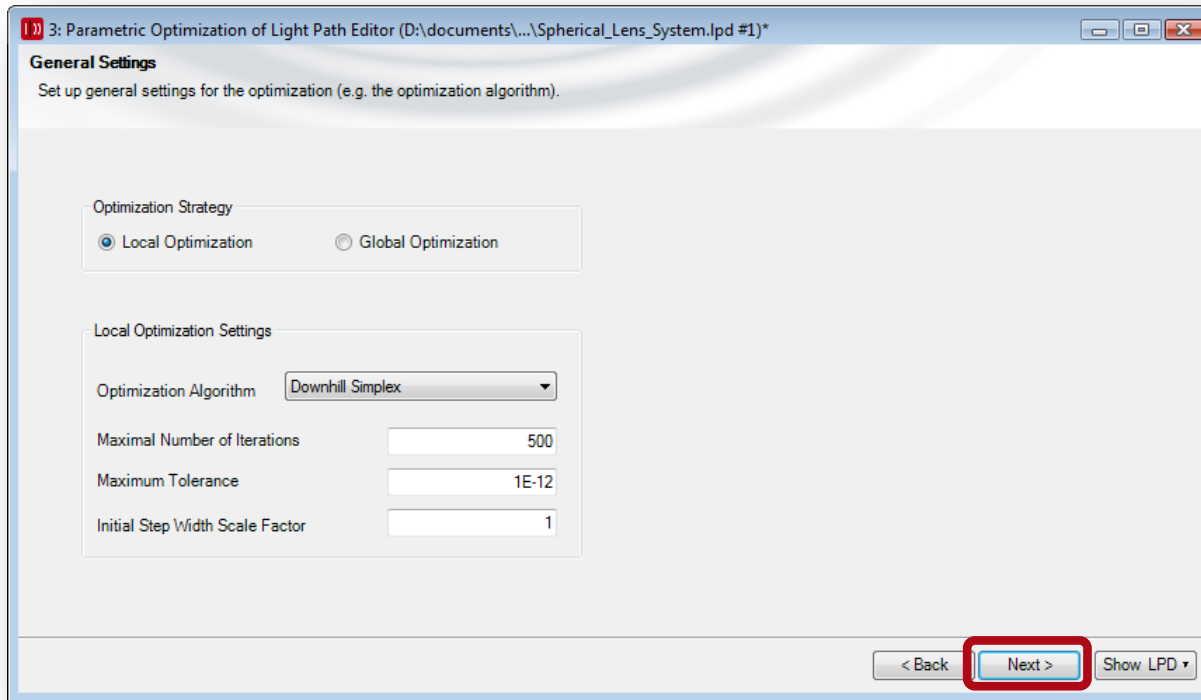 3: Parametric Optimization of Light Path Editor (D:\documents\...\Spherical_Lens_System.lpd #1)*
General Settings
Set up general settings for the optimization (e.g. the optimization algorithm).
Optimization Strategy
Local Optimization Global Optimization
Local Optimization Settings
Optimization Algorithm Downhill Simplex
Maximal Number of Iterations 500
Maximum Tolerance 1E-12
Initial Step Width Scale Factor 1
< Back Next > Show LPD